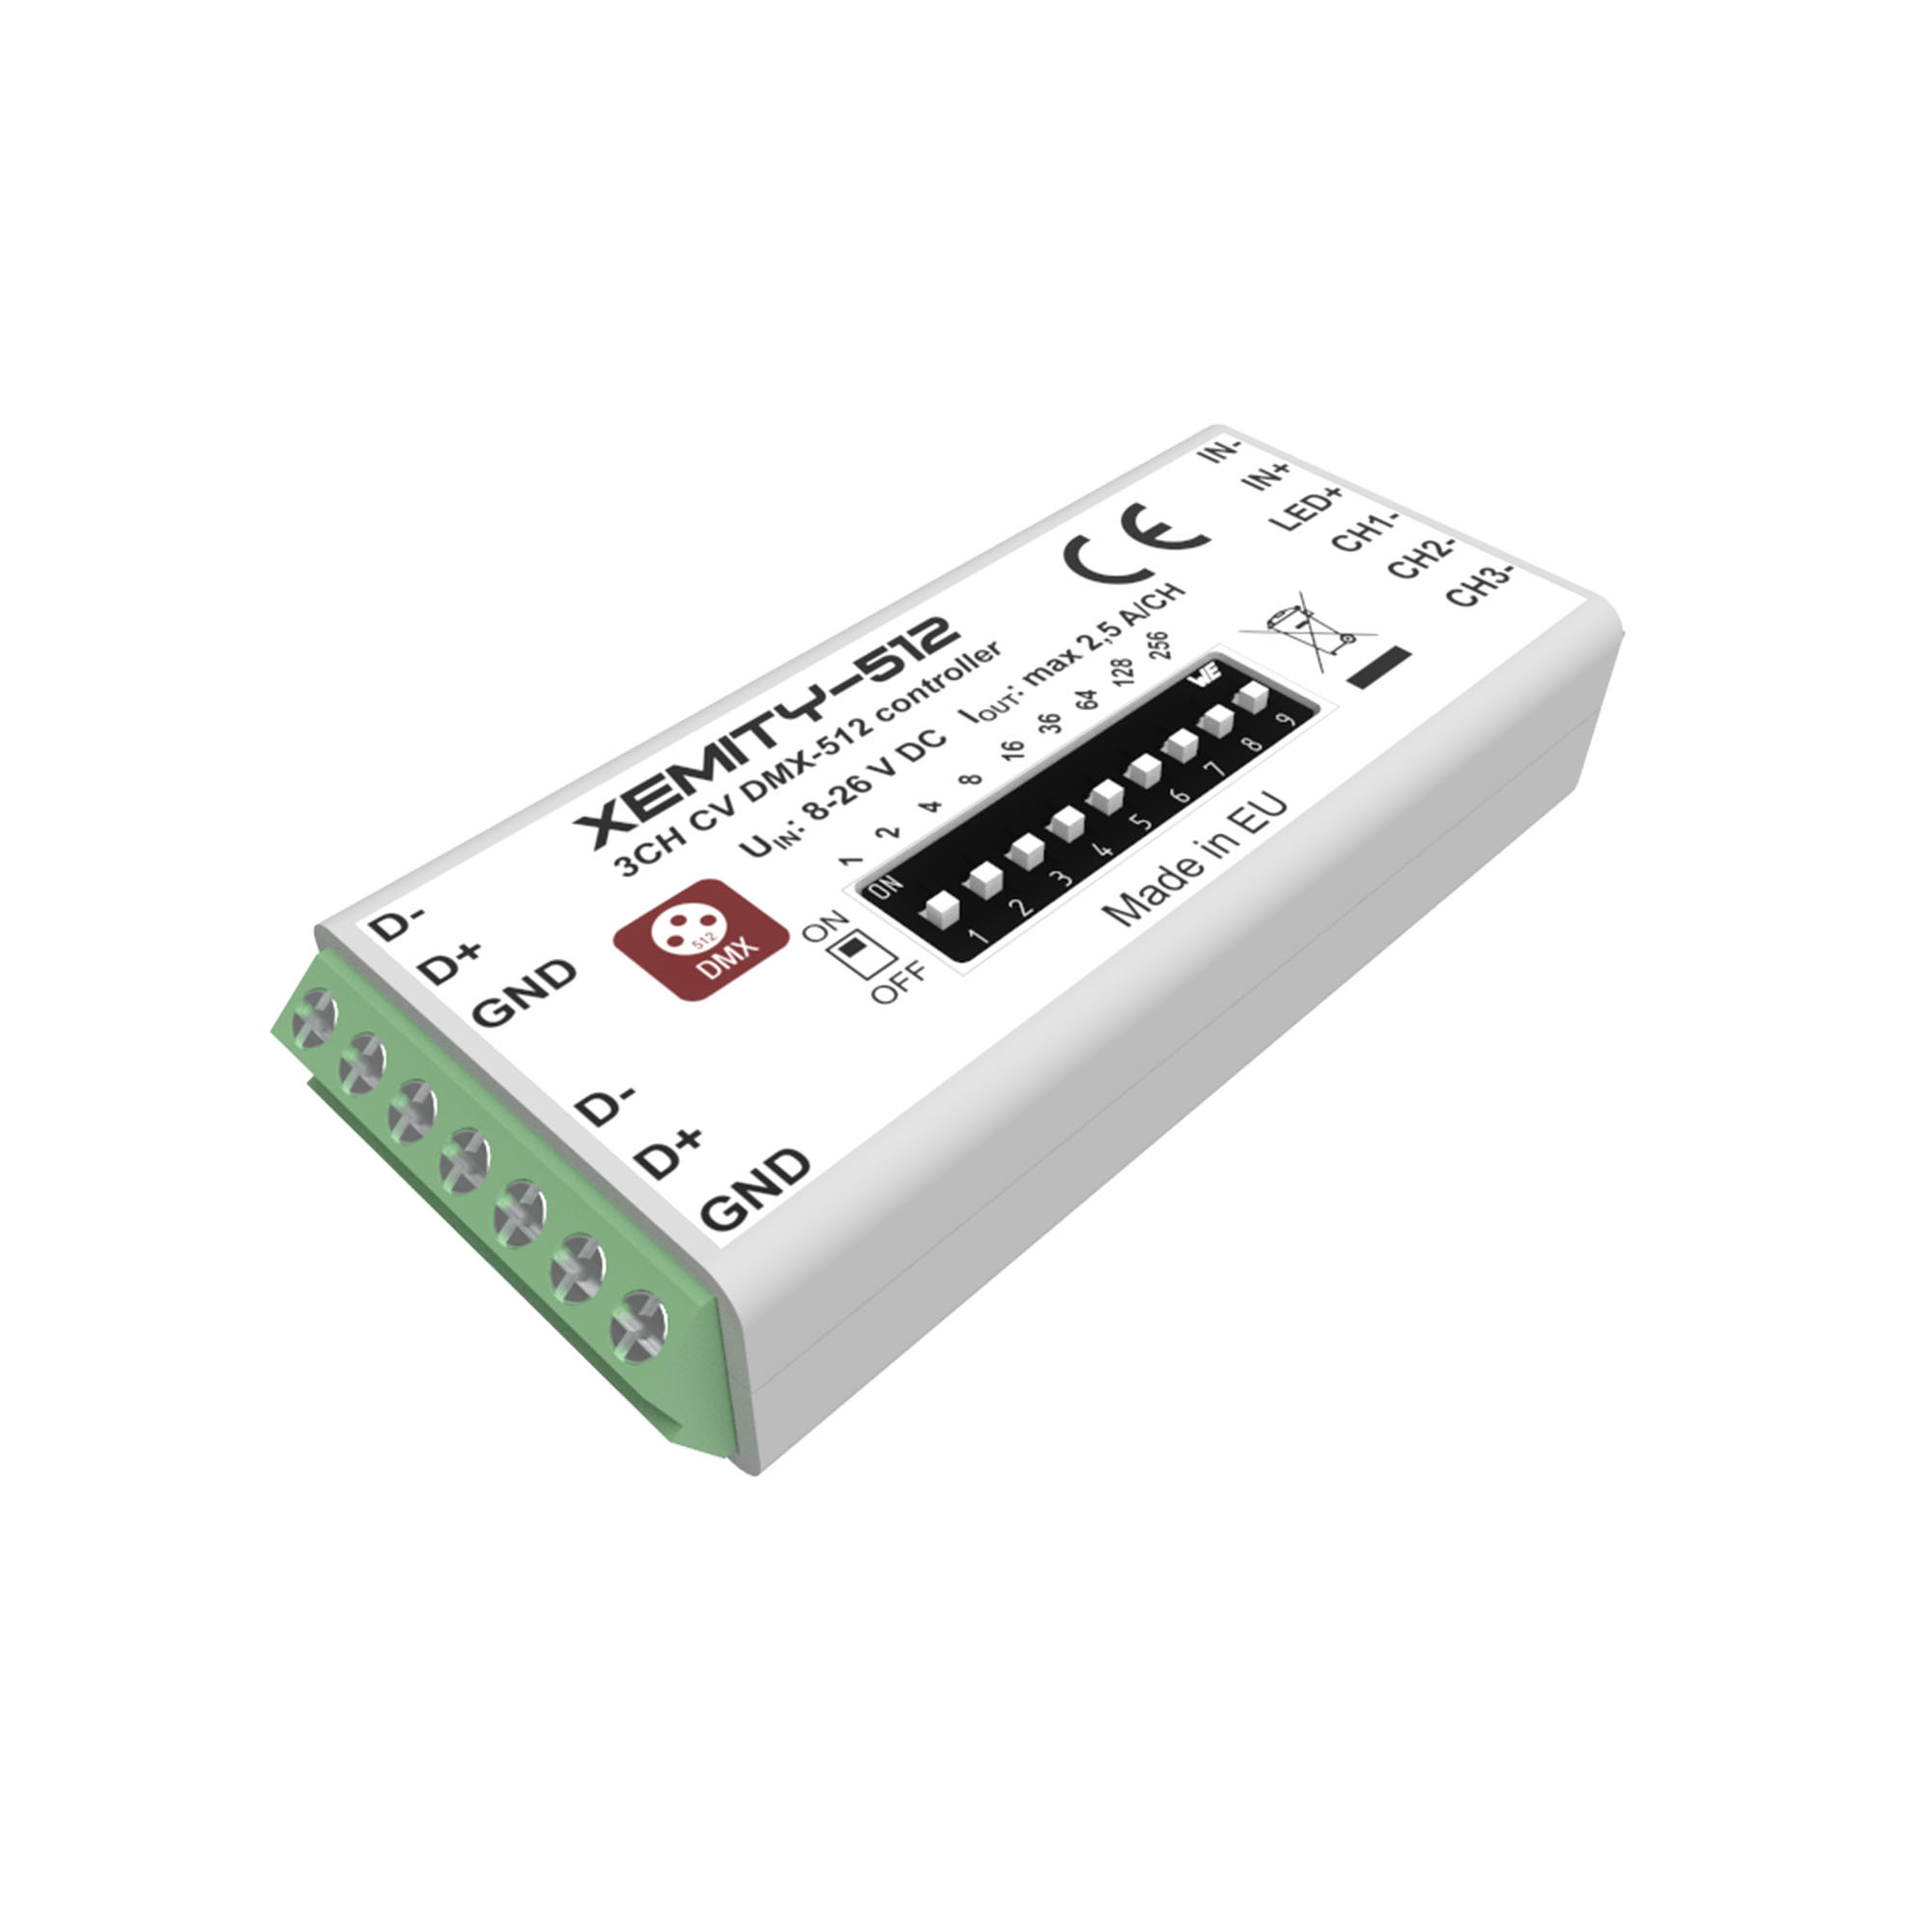 XEMITY-512
3CH CV DMX-512 controller
UIN: 8-26 V DC IOUT: max 2,5 A/CH
1 2 4 8 16 36 64 128 256
ON WE
1 2 3 4 5 6 7 8 9
ON
OFF
512
DMX
Made in EU
CE
IN-
IN+
LED+
CH1-
CH2-
CH3-
D-
D+
GND
D-
D+
GND